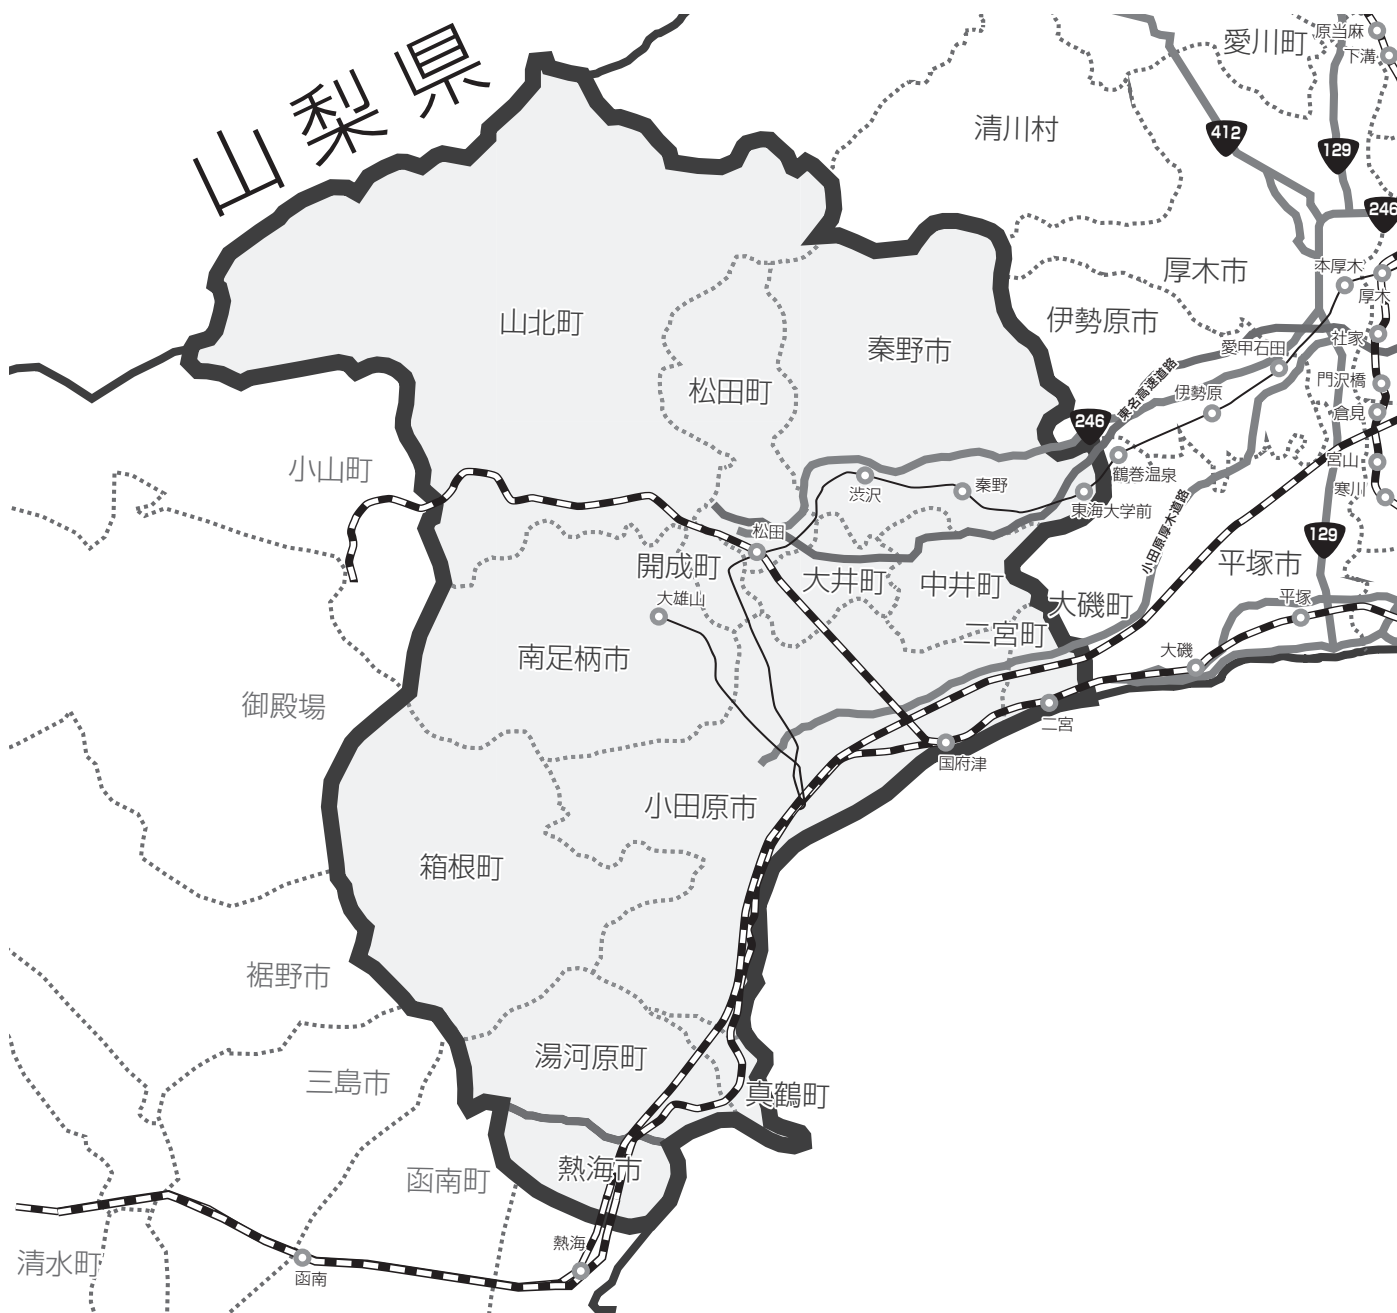 山梨県
愛川町
原当麻
下溝
清川村
412
129
246
厚木市
本厚木
厚木
伊勢原市
山北町
秦野市
松田町
愛甲石田
社家
東名高速道路
門沢橋
伊勢原
倉見
246
小山町
鶴巻温泉
宮山
渋沢
秦野
寒川
東海大学前
小田原厚木道路
129
松田
開成町
大井町
中井町
平塚市
大雄山
大磯町
平塚
二宮町
南足柄市
大磯
御殿場
二宮
国府津
小田原市
箱根町
裾野市
湯河原町
三島市
真鶴町
熱海市
函南町
熱海
清水町
函南